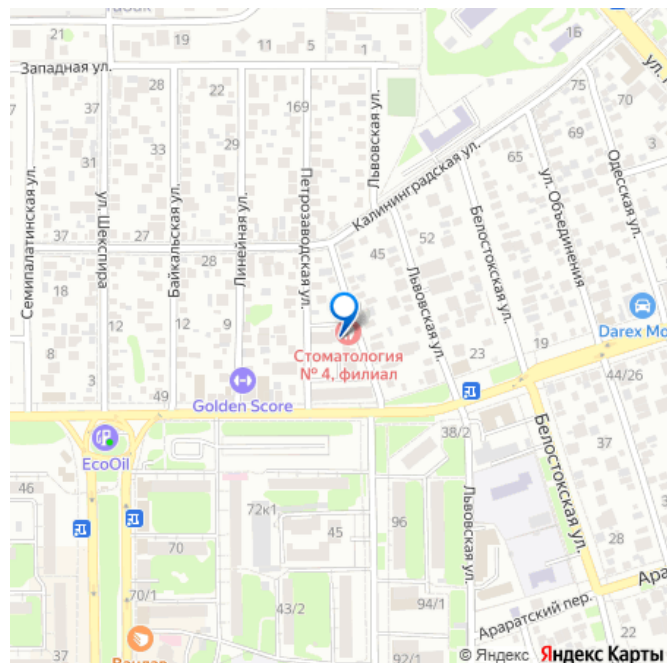 19
11
5
1
16
Западная ул.
28
22
169
75
70
3
37
33
29
31
65
69
Семипалатинская ул.
ул. Шекспира
Байкальская ул.
Линейная ул.
Петрозаводская ул.
Львовская ул.
Калининградская ул.
Белостокская ул.
ул. Объединения
Одесская ул.
37
27
28
52
45
18
12
12
9
Львовская ул.
Стоматология
№ 4, филиал
Darex Mo
8
3
49
23
19
44/26
Golden Score
EcoOil
38/2
Белостокская ул.
37
46
72к1
45
96
Львовская ул.
70
28
70/1
43/2
94/1
Араратский пер.
22
37
92/1
© Яндекс Яндекс Карты